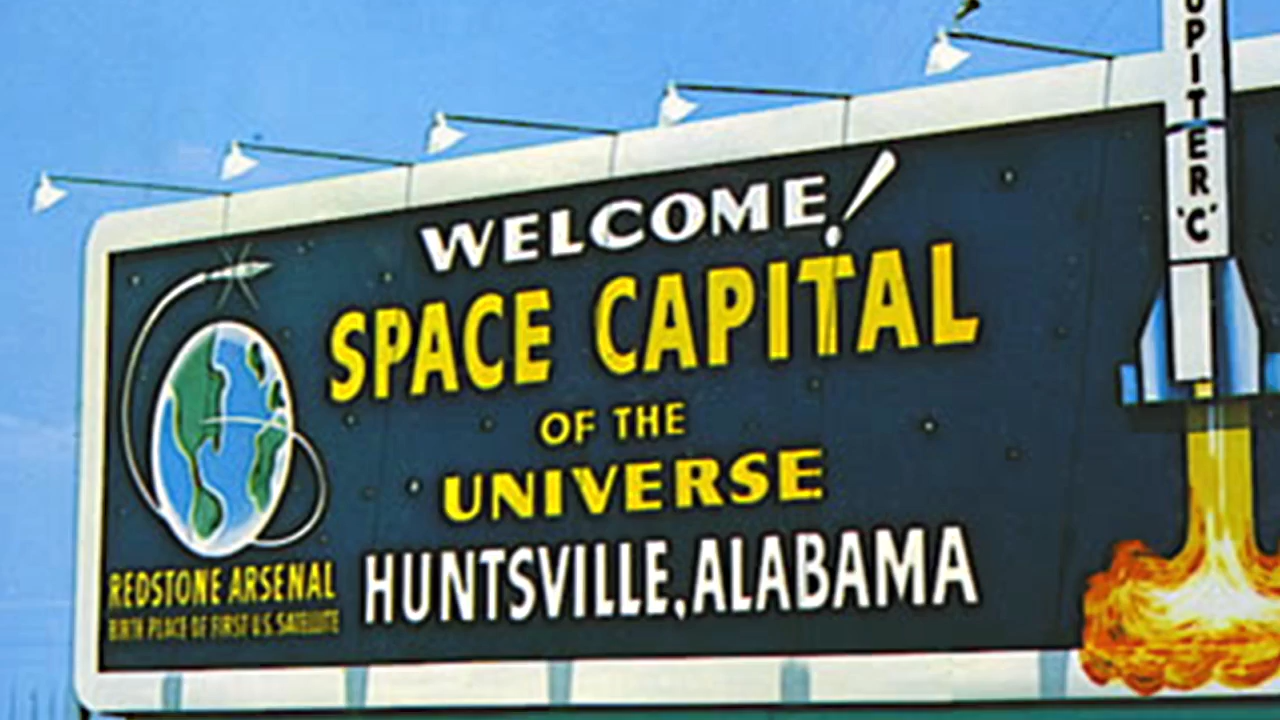 WELCOME!
SPACE CAPITAL
OF THE
UNIVERSE
HUNTSVILLE, ALABAMA
REDSTONE ARSENAL
BIRTH PLACE OF FIRST U.S. SATELLITE
UPITER 'C'